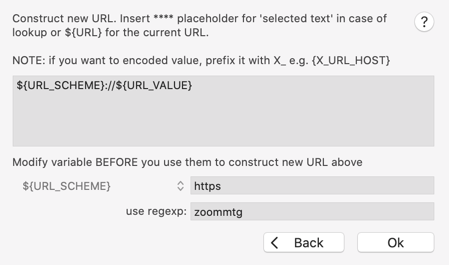 Construct new URL. Insert **** placeholder for 'selected text' in case of
lookup or ${URL} for the current URL.
?
NOTE: if you want to encoded value, prefix it with X_ e.g. {X_URL_HOST}
${URL_SCHEME}://${URL_VALUE}
Modify variable BEFORE you use them to construct new URL above
${URL_SCHEME}
https
use regexp:
zoommtg
Back
Ok